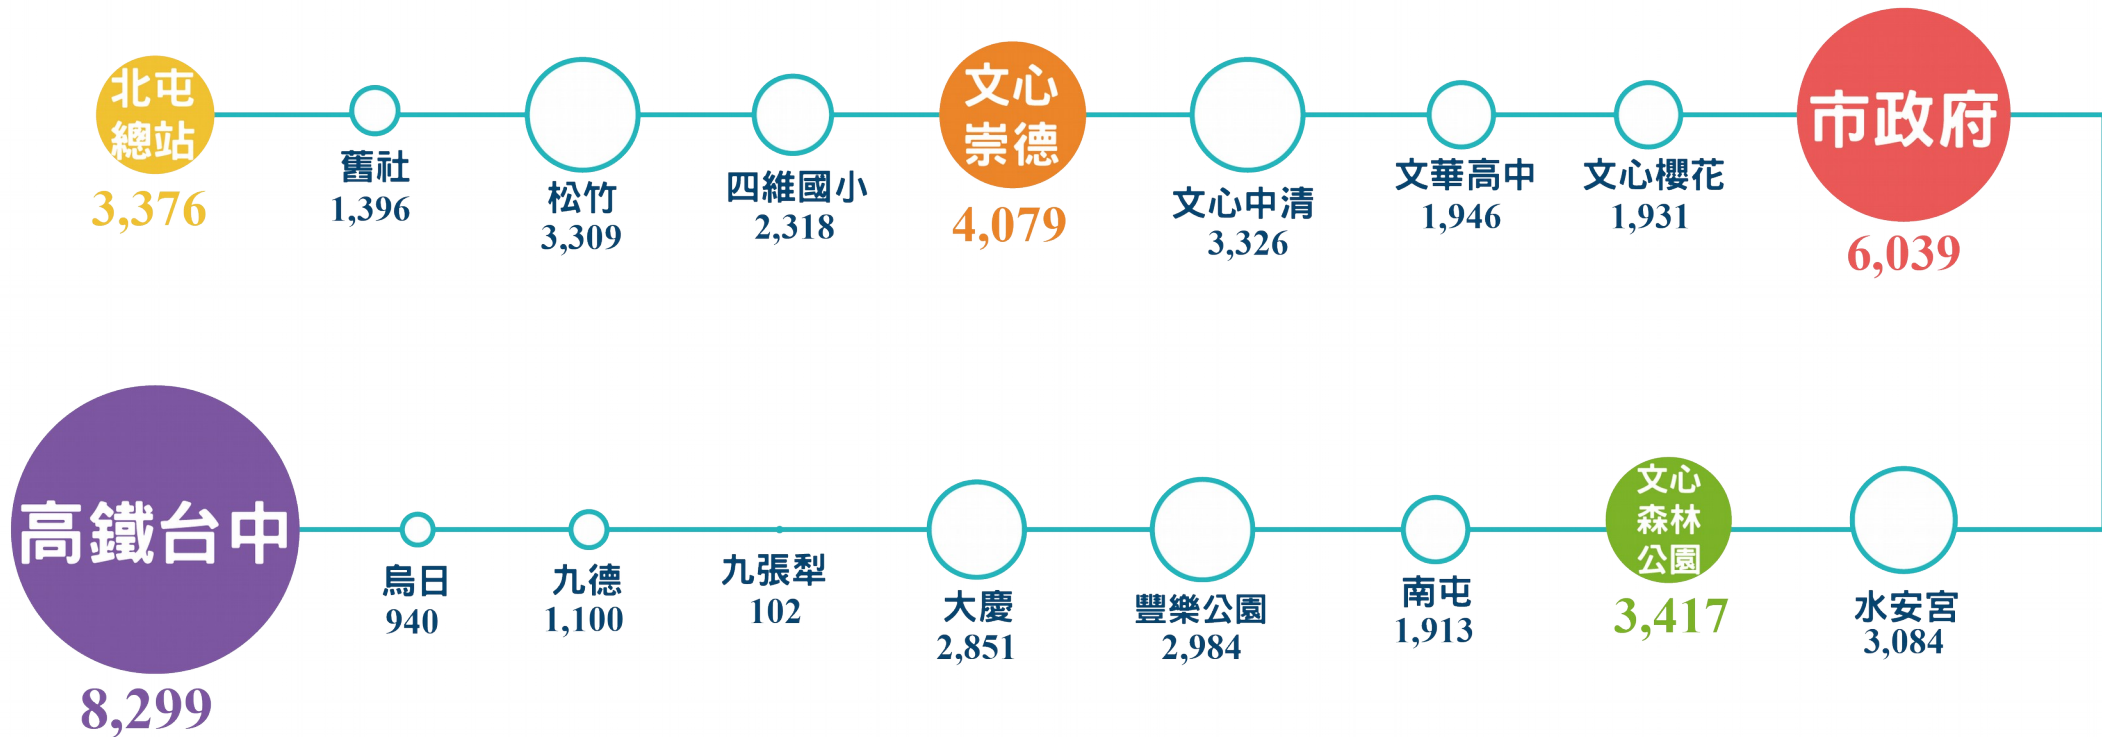 北屯
總站
3,376
舊社
1,396
松竹
3,309
四維國小
2,318
文心
崇德
4,079
文心中清
3,326
文華高中
1,946
文心櫻花
1,931
市政府
6,039
高鐵台中
8,299
烏日
940
九德
1,100
九張犁
102
大慶
2,851
豐樂公園
2,984
南屯
1,913
文心
森林
公園
3,417
水安宮
3,084